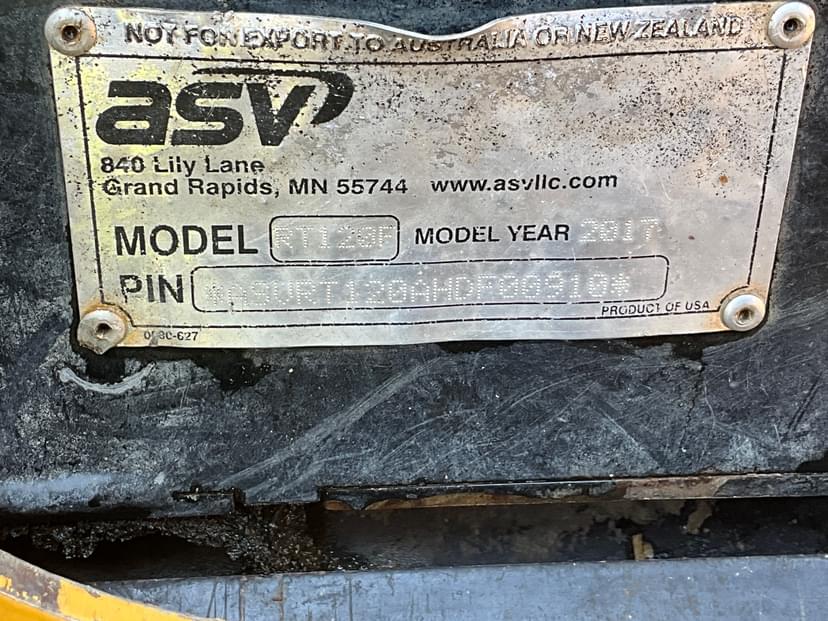 NOT FOR EXPORT TO AUSTRALIA OR NEW ZEALAND
asv
840 Lily Lane
Grand Rapids, MN 55744 www.asvllc.com
MODEL RT120F MODEL YEAR 2017
PIN *ASVRT120AHDF00910*
PRODUCT OF USA